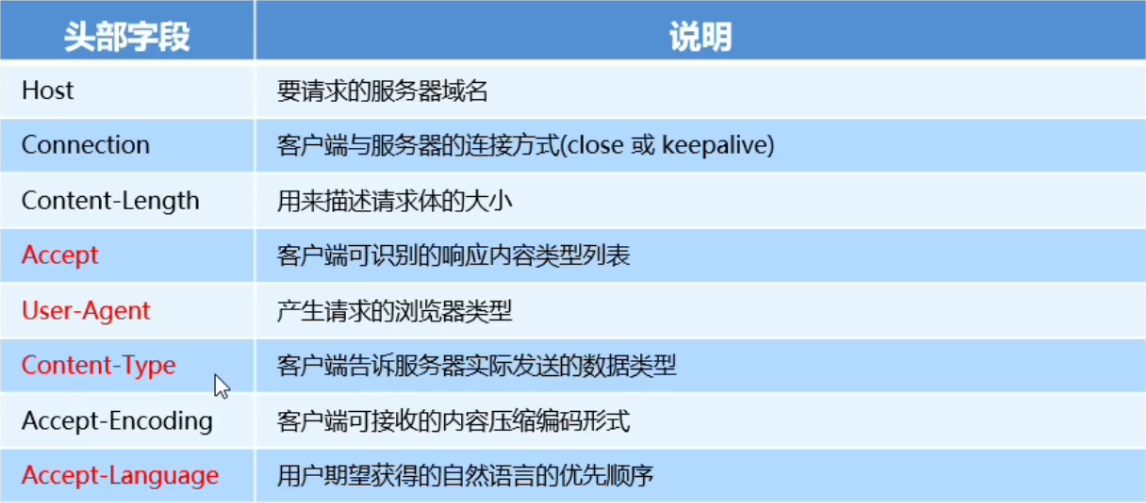 头部字段 说明
Host 要请求的服务器域名
Connection 客户端与服务器的连接方式(close 或 keepalive)
Content-Length 用来描述请求体的大小
Accept 客户端可识别的响应内容类型列表
User-Agent 产生请求的浏览器类型
Content-Type 客户端告诉服务器实际发送的数据类型
Accept-Encoding 客户端可接收的内容压缩编码形式
Accept-Language 用户期望获得的自然语言的优先顺序